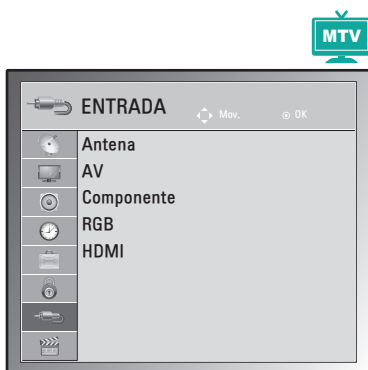 MTV
ENTRADA Mov. OK
Antena
AV
Componente
RGB
HDMI